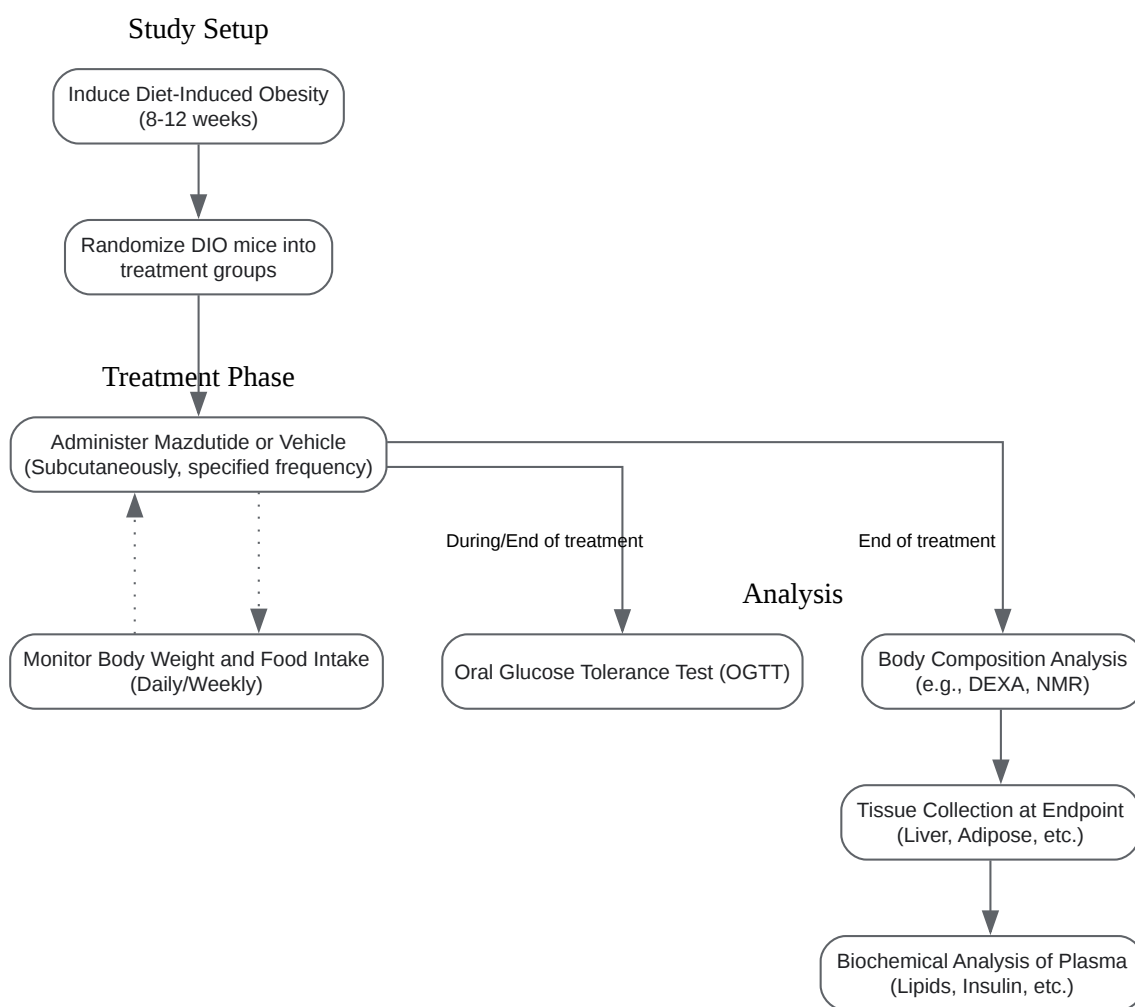 Study Setup
Induce Diet-Induced Obesity
(8-12 weeks)
Randomize DIO mice into
treatment groups
Treatment Phase
Administer Mazdutide or Vehicle
(Subcutaneously, specified frequency)
During/End of treatment
End of treatment
Analysis
Monitor Body Weight and Food Intake
(Daily/Weekly)
Oral Glucose Tolerance Test (OGTT)
Body Composition Analysis
(e.g., DEXA, NMR)
Tissue Collection at Endpoint
(Liver, Adipose, etc.)
Biochemical Analysis of Plasma
(Lipids, Insulin, etc.)